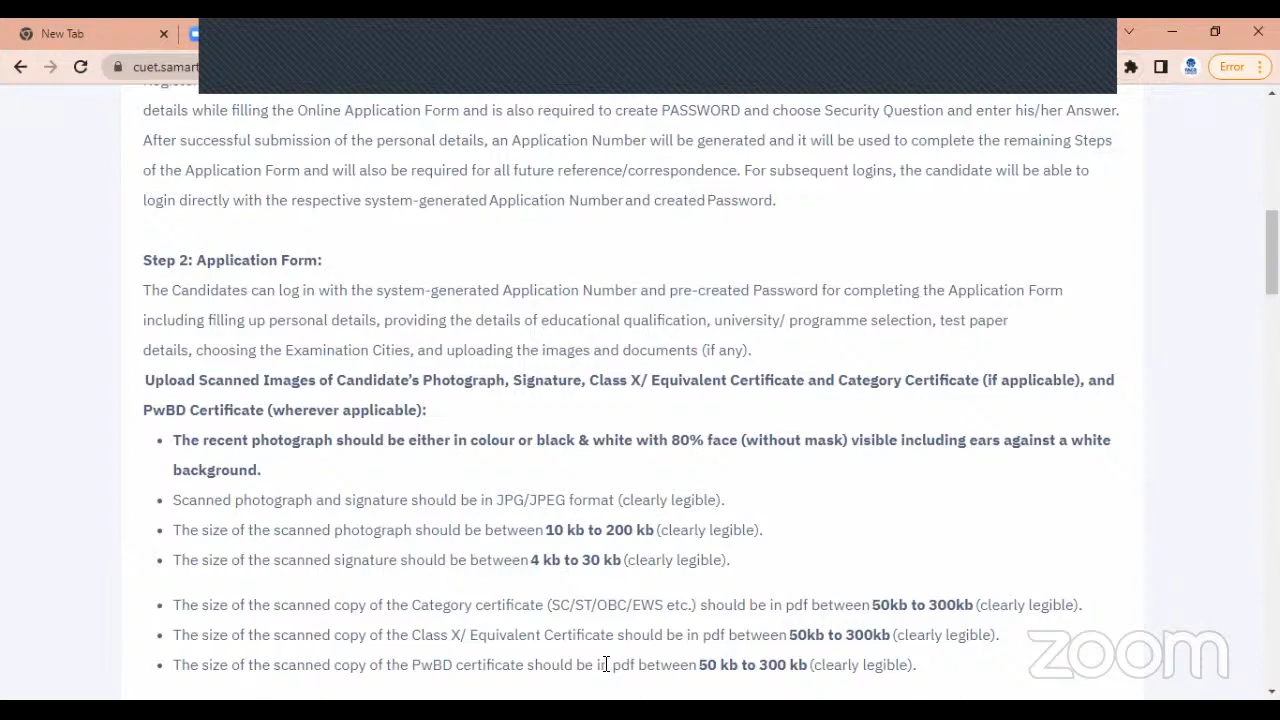 New Tab
cuet.samart
Error
details while filling the Online Application Form and is also required to create PASSWORD and choose Security Question and enter his/her Answer.
After successful submission of the personal details, an Application Number will be generated and it will be used to complete the remaining Steps
of the Application Form and will also be required for all future reference/correspondence. For subsequent logins, the candidate will be able to
login directly with the respective system-generated Application Number and created Password.
Step 2: Application Form:
The Candidates can log in with the system-generated Application Number and pre-created Password for completing the Application Form
including filling up personal details, providing the details of educational qualification, university/ programme selection, test paper
details, choosing the Examination Cities, and uploading the images and documents (if any).
Upload Scanned Images of Candidate’s Photograph, Signature, Class X/ Equivalent Certificate and Category Certificate (if applicable), and
PwBD Certificate (wherever applicable):
• The recent photograph should be either in colour or black & white with 80% face (without mask) visible including ears against a white
background.
• Scanned photograph and signature should be in JPG/JPEG format (clearly legible).
• The size of the scanned photograph should be between 10 kb to 200 kb (clearly legible).
• The size of the scanned signature should be between 4 kb to 30 kb (clearly legible).
• The size of the scanned copy of the Category certificate (SC/ST/OBC/EWS etc.) should be in pdf between 50kb to 300kb (clearly legible).
• The size of the scanned copy of the Class X/ Equivalent Certificate should be in pdf between 50kb to 300kb (clearly legible).
• The size of the scanned copy of the PwBD certificate should be in pdf between 50 kb to 300 kb (clearly legible).
zoom